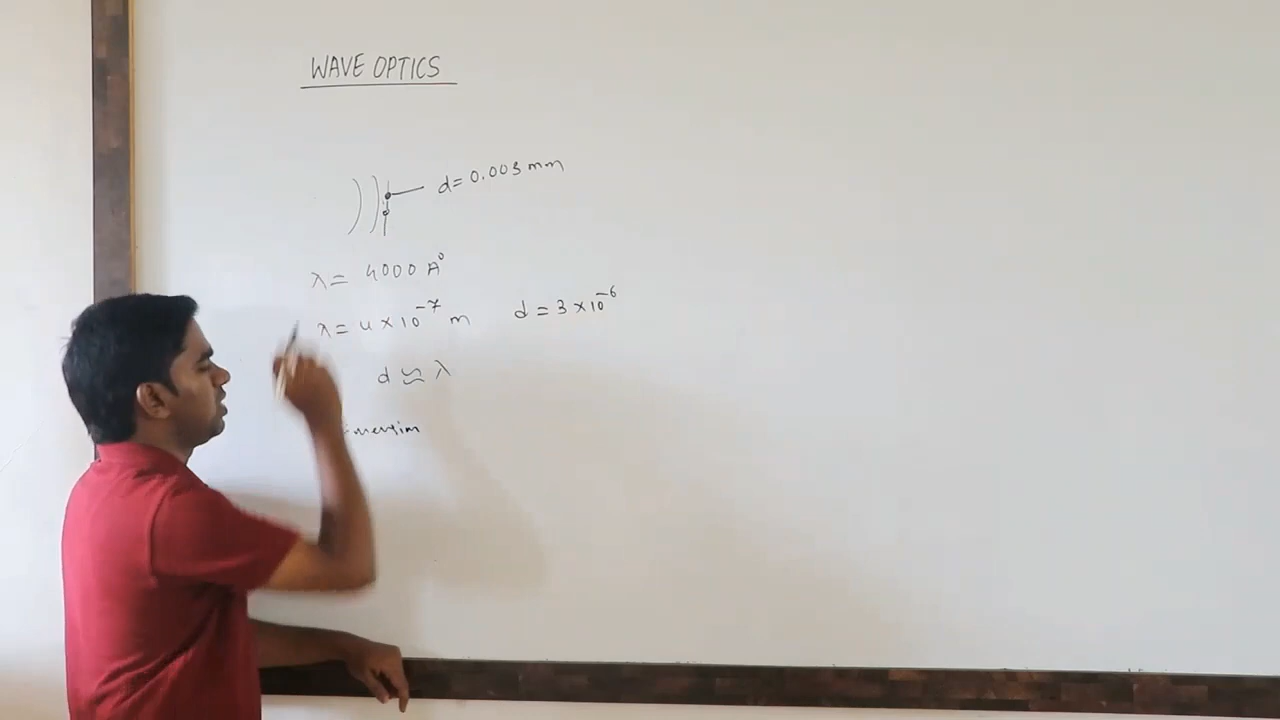 WAVE OPTICS
d = 0.003 mm
λ = 4000 A°
λ = 4 × 10⁻⁷ m d = 3 × 10⁻⁶
d ≈ λ